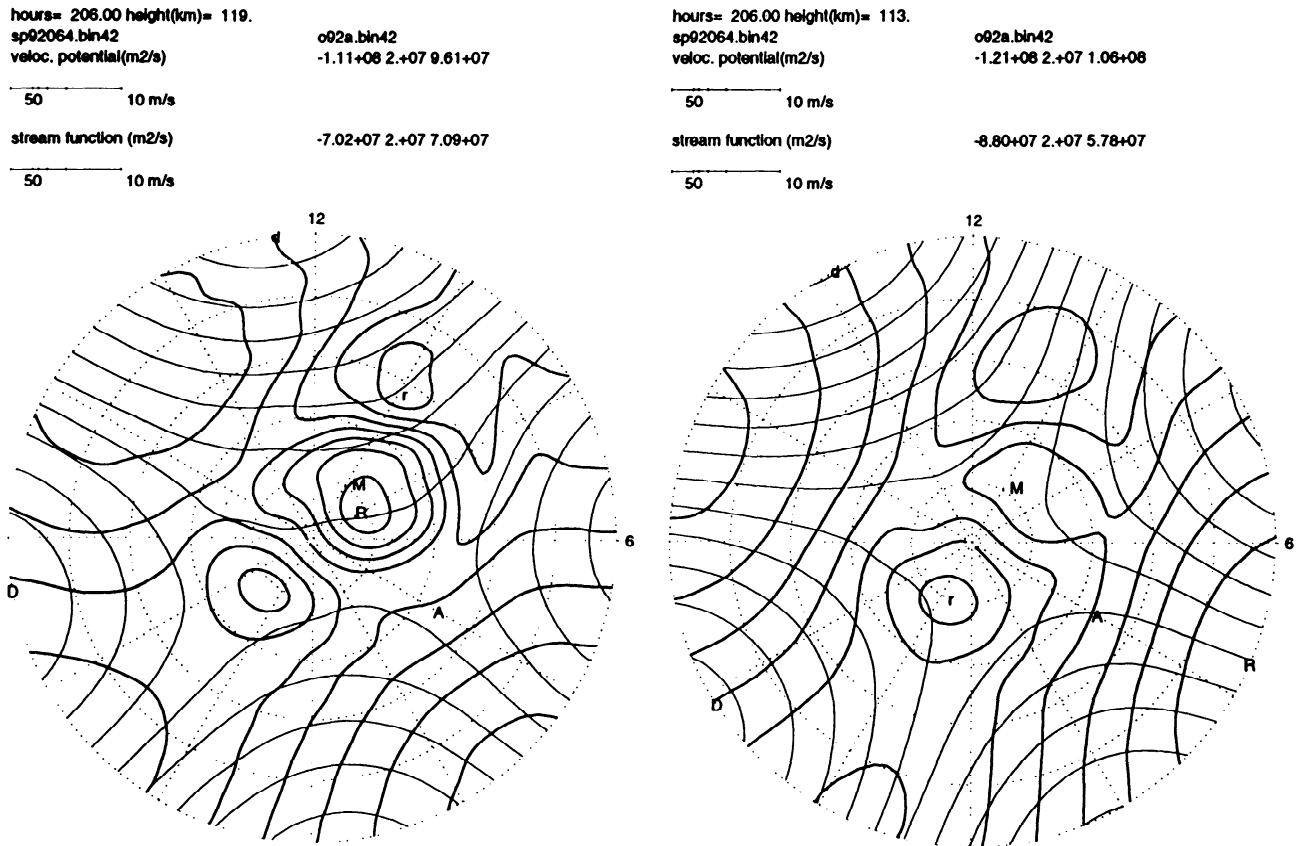 hours= 206.00 height(km)= 119.
sp92064.bin42 o92a.bin42
veloc. potential(m2/s) -1.11+08 2.+07 9.61+07
50 10 m/s
stream function (m2/s) -7.02+07 2.+07 7.09+07
50 10 m/s
12
d
r
M
R
6
D
A
hours= 206.00 height(km)= 113.
sp92064.bin42 o92a.bin42
veloc. potential(m2/s) -1.21+08 2.+07 1.06+08
50 10 m/s
stream function (m2/s) -8.80+07 2.+07 5.78+07
50 10 m/s
12
d
M
6
r
A
R
D